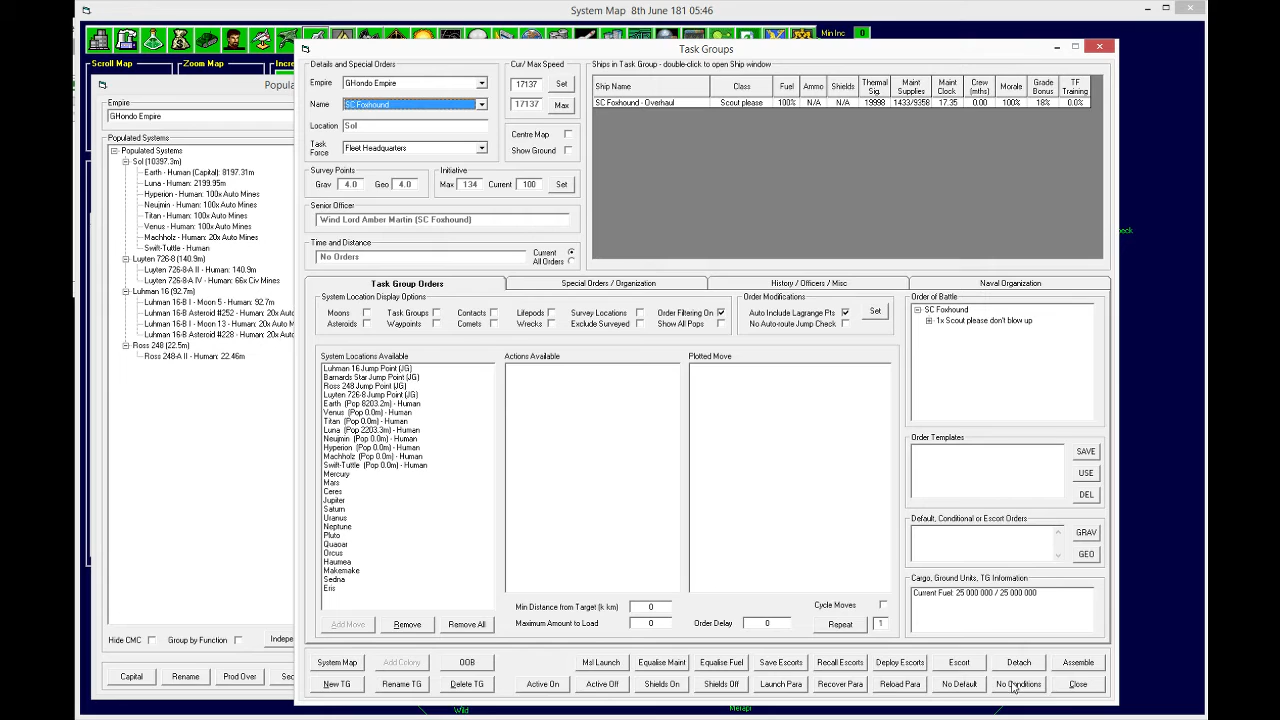 System Map 8th June 181 05:46
Min Inc 0
Scroll Map
Zoom Map
Incre
Popula
Empire
GHondo Empire
Populated Systems
Populated Systems
Sol (10397.3m)
Earth - Human (Capital): 8197.31m
Luna - Human: 2199.95m
Hyperion - Human: 100x Auto Mines
Neujmin - Human: 100x Auto Mines
Titan - Human: 100x Auto Mines
Venus - Human: 100x Auto Mines
Machholz - Human: 20x Auto Mines
Swift-Tuttle - Human
Luyten 726-8 (140.9m)
Luyten 726-8-A II - Human: 140.9m
Luyten 726-8-A IV - Human: 66x Civ Mines
Luhman 16 (92.7m)
Luhman 16-B I - Moon 5 - Human: 92.7m
Luhman 16-B Asteroid #252 - Human: 20x Auto
Luhman 16-B I - Moon 13 - Human: 20x Auto M
Luhman 16-B Asteroid #228 - Human: 20x Auto
Ross 248 (22.5m)
Ross 248-A II - Human: 22.46m
Hide CMC
Group by Function
Indepe
Capital
Rename
Prod Over
Sec
Task Groups
Details and Special Orders
Empire GHondo Empire
Name SC Foxhound
Location Sol
Task Force Fleet Headquarters
Cur/ Max Speed
17137 Set
17137 Max
Centre Map
Show Ground
Survey Points
Grav 4.0 Geo 4.0
Initiative
Max 134 Current 100 Set
Senior Officer
Wind Lord Amber Martin (SC Foxhound)
Time and Distance
No Orders
Current
All Orders
Ships in Task Group - double-click to open Ship window
Ship Name Class Fuel Ammo Shields Thermal Sig. Maint Supplies Maint Clock Crew (mths) Morale Grade Bonus TF Training
SC Foxhound - Overhaul Scout please 100% N/A N/A 19998 1433/9358 17.35 0.00 100% 18% 0.0%
Task Group Orders
Special Orders / Organization
History / Officers / Misc
Naval Organization
System Location Display Options
Moons Task Groups Contacts Lifepods Survey Locations Order Filtering On
Asteroids Waypoints Comets Wrecks Exclude Surveyed Show All Pops
Order Modifications
Auto Include Lagrange Pts
No Auto-route Jump Check
Set
System Locations Available
Luhman 16 Jump Point (JG)
Barnards Star Jump Point (JG)
Ross 248 Jump Point (JG)
Luyten 726-8 Jump Point (JG)
Earth (Pop 8203.2m) - Human
Venus (Pop 0.0m) - Human
Titan (Pop 0.0m) - Human
Luna (Pop 2203.3m) - Human
Neujmin (Pop 0.0m) - Human
Hyperion (Pop 0.0m) - Human
Machholz (Pop 0.0m) - Human
Swift-Tuttle (Pop 0.0m) - Human
Mercury
Mars
Ceres
Jupiter
Saturn
Uranus
Neptune
Pluto
Quaoar
Orcus
Haumea
Makemake
Sedna
Eris
Actions Available
Plotted Move
Add Move
Remove
Remove All
Min Distance from Target (k km) 0
Maximum Amount to Load 0
Order Delay 0
Cycle Moves
Repeat 1
Order of Battle
SC Foxhound
1x Scout please don't blow up
Order Templates
SAVE
USE
DEL
Default, Conditional or Escort Orders
GRAV
GEO
Cargo, Ground Units, TG Information
Current Fuel: 25 000 000 / 25 000 000
System Map Add Colony OOB Msl Launch Equalise Maint Equalise Fuel Save Escorts Recall Escorts Deploy Escorts Escort Detach Assemble
New TG Rename TG Delete TG Active On Active Off Shields On Shields Off Launch Para Recover Para Reload Para No Default No Conditions Close
eck
Wild
Merapi